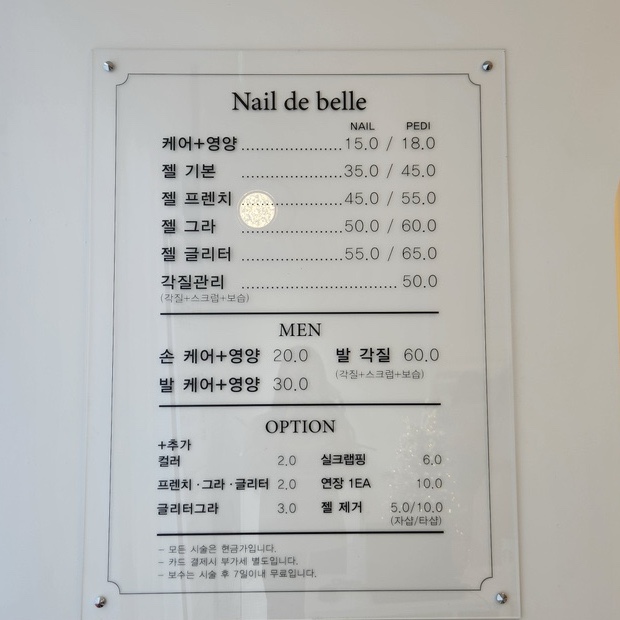 Nail de belle
NAIL PEDI
케어+영양 15.0 / 18.0
젤 기본 35.0 / 45.0
젤 프렌치 45.0 / 55.0
젤 그라 50.0 / 60.0
젤 글리터 55.0 / 65.0
각질관리 50.0
(각질+스크럽+보습)
MEN
손 케어+영양 20.0 발 각질 60.0
(각질+스크럽+보습)
발 케어+영양 30.0
OPTION
+추가
컬러 2.0 실크랩핑 6.0
프렌치·그라·글리터 2.0 연장 1EA 10.0
글리터그라 3.0 젤 제거 5.0/10.0
(자샵/타샵)
- 모든 시술은 현금가입니다.
- 카드 결제시 부가세 별도입니다.
- 보수는 시술 후 7일이내 무료입니다.